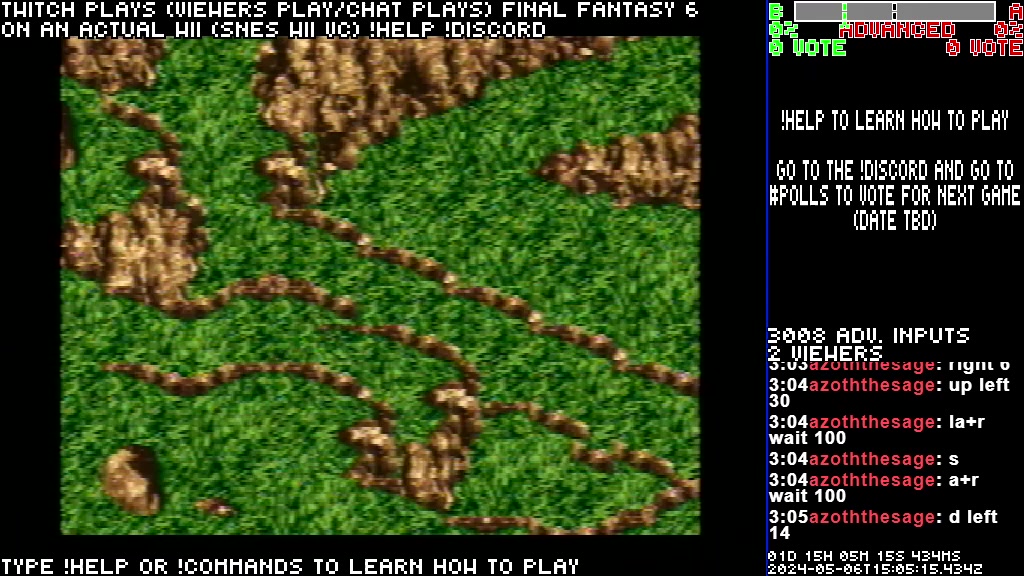 TWITCH PLAYS (VIEWERS PLAY/CHAT PLAYS) FINAL FANTASY 6
ON AN ACTUAL WII (SNES WII VC) !HELP !DISCORD
B A
0% ADVANCED 0%
0 VOTE 0 VOTE
!HELP TO LEARN HOW TO PLAY
GO TO THE !DISCORD AND GO TO
#POLLS TO VOTE FOR NEXT GAME
(DATE TBD)
3008 ADV. INPUTS
2 VIEWERS
3:03azoththesage: right 6
3:04azoththesage: up left
30
3:04azoththesage: la+r
wait 100
3:04azoththesage: s
3:04azoththesage: a+r
wait 100
3:05azoththesage: d left
14
01D 15H 05M 15S 434MS
2024-05-06T15:05:15.434Z
TYPE !HELP OR !COMMANDS TO LEARN HOW TO PLAY